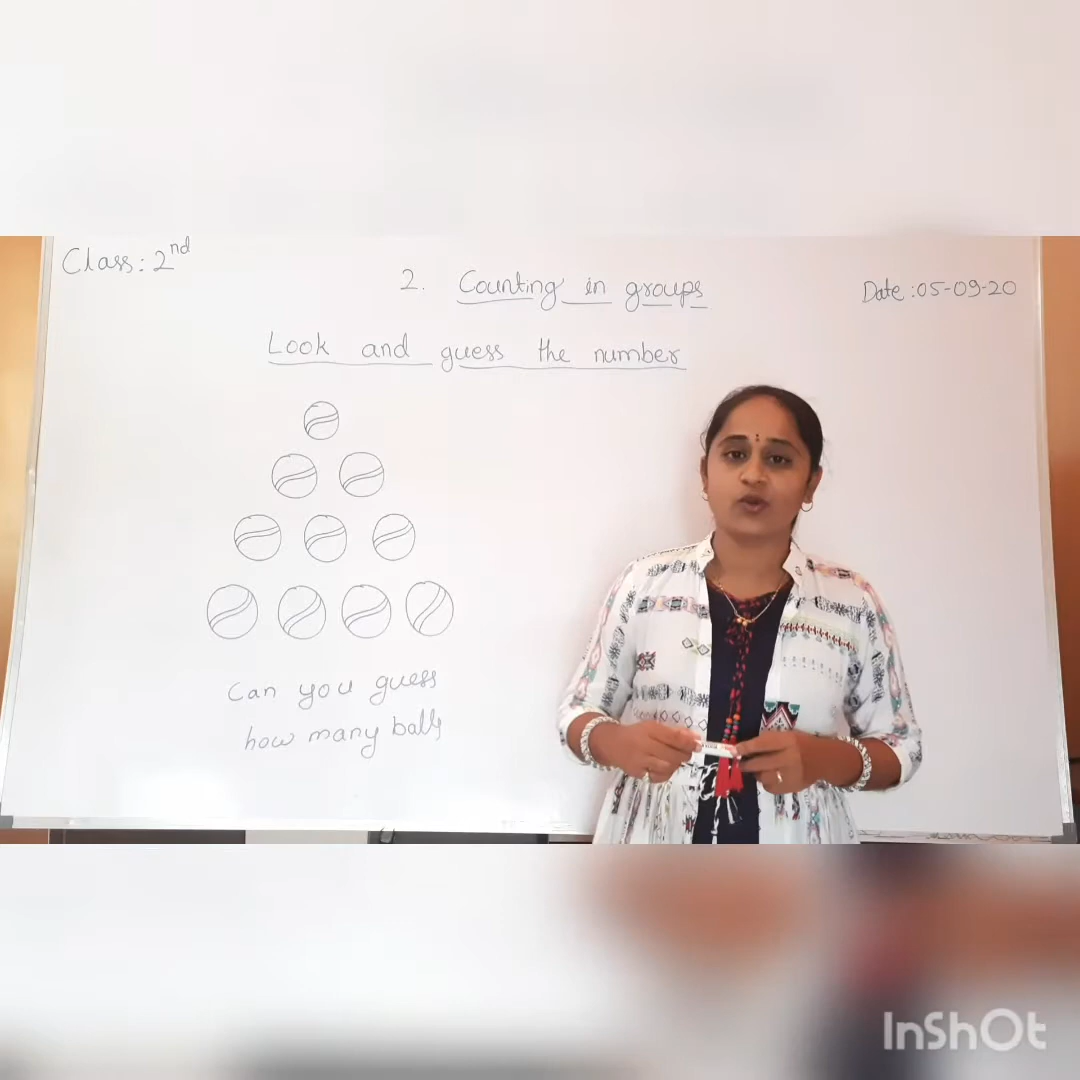 Class: 2nd
2. Counting in groups
Date: 05-09-20
Look and guess the number
Can you guess
how many balls
InShOt